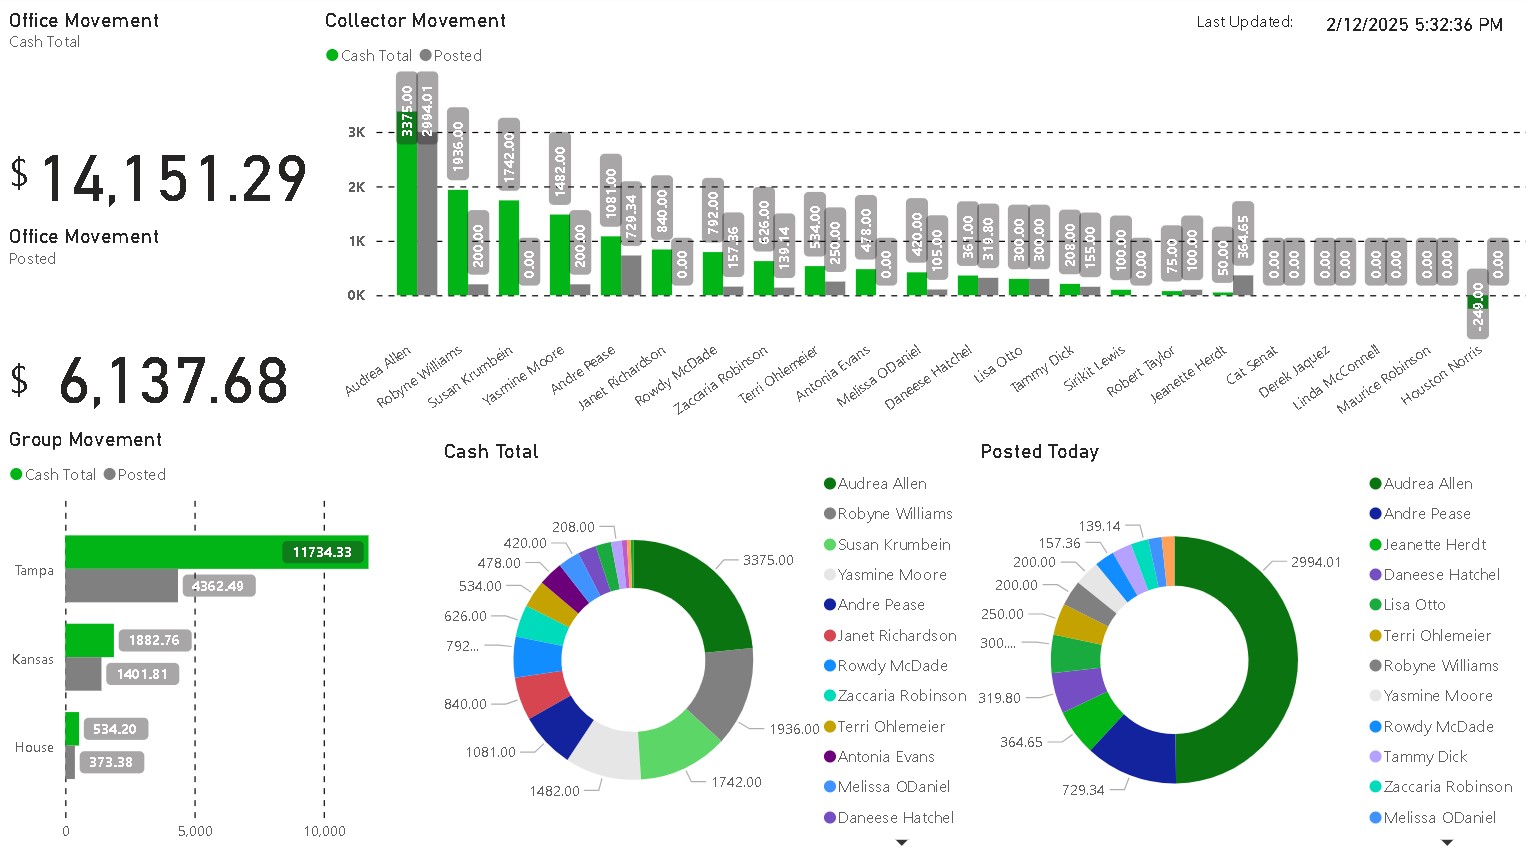 Office Movement
Cash Total
$ 14,151.29
Office Movement
Posted
$ 6,137.68
Collector Movement
Last Updated: 2/12/2025 5:32:36 PM
Cash Total Posted
3K
2K
1K
0K
3375.00 2994.01
1936.00 200.00
1742.00 0.00
1482.00 200.00
1081.00 729.34
840.00 0.00
792.00 157.36
626.00 139.14
534.00 250.00
478.00 0.00
420.00 105.00
361.00 319.80
300.00 300.00
208.00 155.00
100.00 0.00
75.00 100.00
50.00 364.65
0.00 0.00
0.00 0.00
0.00 0.00
0.00 0.00
-249.00 0.00
Audrea Allen
Robyne Williams
Susan Krumbein
Yasmine Moore
Andre Pease
Janet Richardson
Rowdy McDade
Zaccaria Robinson
Terri Ohlemeier
Antonia Evans
Melissa ODaniel
Daneese Hatchel
Lisa Otto
Tammy Dick
Sirikit Lewis
Robert Taylor
Jeanette Herdt
Cat Senat
Derek Jaquez
Linda McConnell
Maurice Robinson
Houston Norris
Group Movement
Cash Total Posted
Tampa
11734.33
4362.49
Kansas
1882.76
1401.81
House
534.20
373.38
0 5,000 10,000
Cash Total
208.00
420.00
478.00
534.00
626.00
792...
840.00
1081.00
1482.00
1742.00
1936.00
3375.00
Audrea Allen
Robyne Williams
Susan Krumbein
Yasmine Moore
Andre Pease
Janet Richardson
Rowdy McDade
Zaccaria Robinson
Terri Ohlemeier
Antonia Evans
Melissa ODaniel
Daneese Hatchel
Posted Today
139.14
157.36
200.00
200.00
250.00
300....
319.80
364.65
729.34
2994.01
Audrea Allen
Andre Pease
Jeanette Herdt
Daneese Hatchel
Lisa Otto
Terri Ohlemeier
Robyne Williams
Yasmine Moore
Rowdy McDade
Tammy Dick
Zaccaria Robinson
Melissa ODaniel